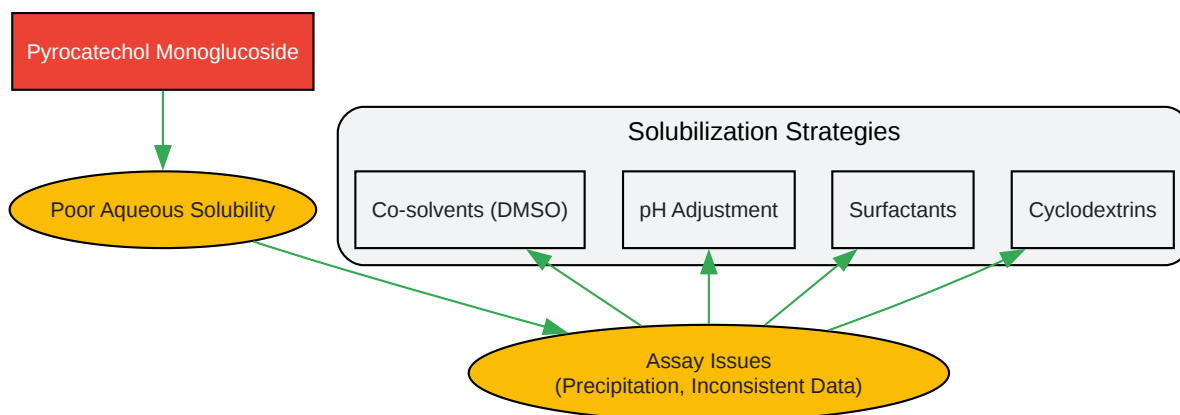 Pyrocatechol Monoglucoside
Solubilization Strategies
Poor Aqueous Solubility
Co-solvents (DMSO)
pH Adjustment
Surfactants
Cyclodextrins
Assay Issues
(Precipitation, Inconsistent Data)